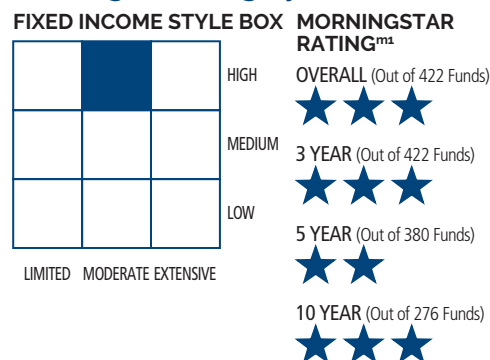 FIXED INCOME STYLE BOX
HIGH
MEDIUM
LOW
LIMITED MODERATE EXTENSIVE
MORNINGSTAR
RATINGᵐ¹
OVERALL (Out of 422 Funds)
3 YEAR (Out of 422 Funds)
5 YEAR (Out of 380 Funds)
10 YEAR (Out of 276 Funds)